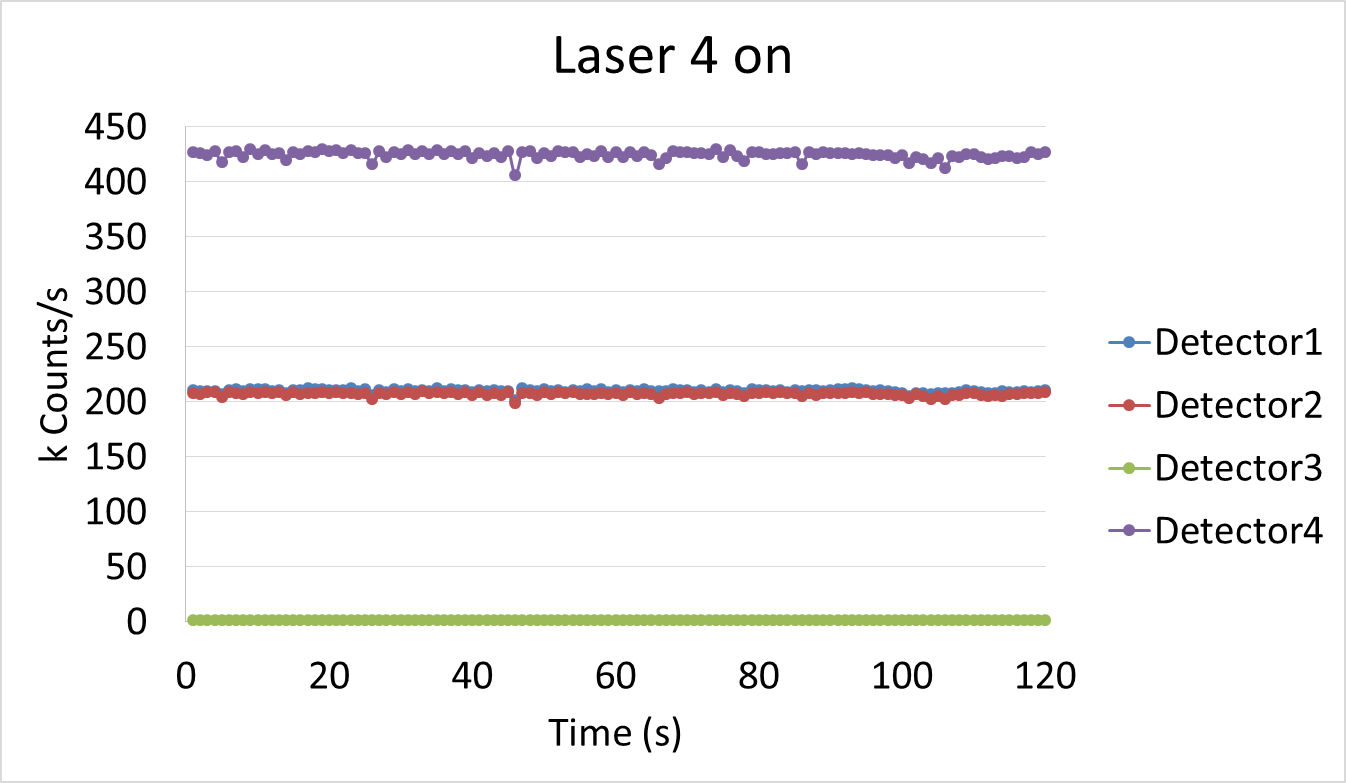 Laser 4 on
450
400
350
300
250
200
150
100
50
0
k Counts/s
0 20 40 60 80 100 120
Time (s)
Detector1
Detector2
Detector3
Detector4